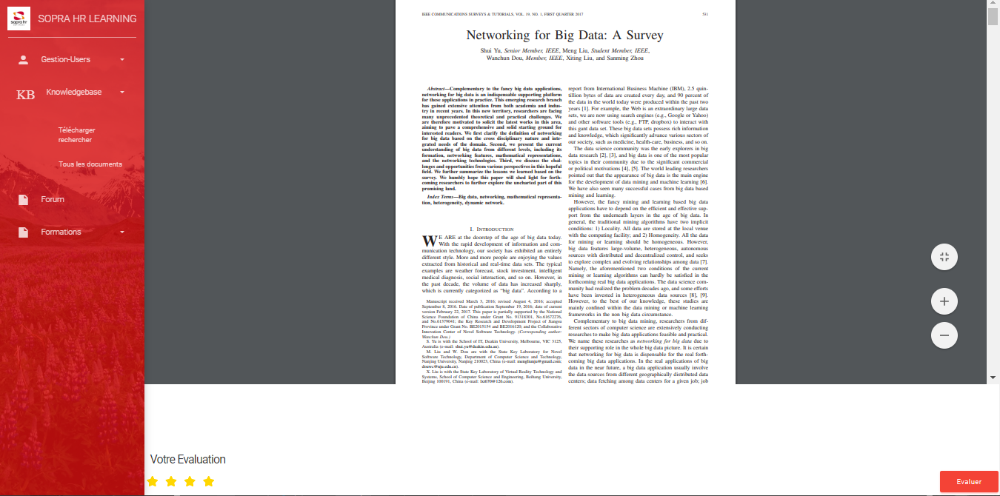 sopra hr
SOPRA HR LEARNING
Gestion-Users
KB Knowledgebase
Télécharger
rechercher
Tous les documents
Forum
Formations
IEEE COMMUNICATIONS SURVEYS & TUTORIALS, VOL. 19, NO. 1, FIRST QUARTER 2017
531
Networking for Big Data: A Survey
Shui Yu, Senior Member, IEEE, Meng Liu, Student Member, IEEE,
Wanchun Dou, Member, IEEE, Xiting Liu, and Sanming Zhou
Abstract—Complementary to the fancy big data applications,
networking for big data is an indispensable supporting platform
for these applications in practice. This emerging research branch
has gained extensive attention from both academia and indus-
try in recent years. In this new territory, researchers are facing
many unprecedented theoretical and practical challenges. We
are therefore motivated to solicit the latest works in this area,
aiming to pave a comprehensive and solid starting ground for
interested readers. We first clarify the definition of networking
for big data based on the cross disciplinary nature and inte-
grated needs of the domain. Second, we present the current
understanding of big data from different levels, including its
formation, networking features, mathematical representations,
and the networking technologies. Third, we discuss the chal-
lenges and opportunities from various perspectives in this hopeful
field. We further summarize the lessons we learned based on the
survey. We humbly hope this paper will shed light for forth-
coming researchers to further explore the uncharted part of this
promising land.
Index Terms—Big data, networking, mathematical representa-
tion, heterogeneity, dynamic network.
I. INTRODUCTION
WE ARE at the doorstep of the age of big data today.
With the rapid development of information and com-
munication technology, our society has exhibited an entirely
different style. More and more people are enjoying the values
extracted from historical and real-time data sets. The typical
examples are weather forecast, stock investment, intelligent
medical diagnosis, social interaction, and so on. However, in
the past decade, the volume of data has increased sharply,
which is currently categorized as “big data”. According to a
Manuscript received March 3, 2016; revised August 4, 2016; accepted
September 8, 2016. Date of publication September 19, 2016; date of current
version February 22, 2017. This paper is partially supported by the National
Science Foundation of China under Grant No. 91318301, No.61672276,
and No.61379041; the Key Research and Development Project of Jiangsu
Province under Grant No. BE2015154 and BE2016120; and the Collaborative
Innovation Center of Novel Software Technology. (Corresponding author:
Wanchun Dou.)
S. Yu is with the School of IT, Deakin University, Melbourne, VIC 3125,
Australia (e-mail: shui.yu@deakin.edu.au).
M. Liu and W. Dou are with the State Key Laboratory for Novel
Software Technology, Department of Computer Science and Technology,
Nanjing University, Nanjing 210023, China (e-mail: mengliunju@gmail.com;
douwc@nju.edu.cn).
X. Liu is with the State Key Laboratory of Virtual Reality Technology and
Systems, School of Computer Science and Engineering, Beihang University,
Beijing 100191, China (e-mail: lxt670@126.com).
report from International Business Machine (IBM), 2.5 quin-
tillion bytes of data are created every day, and 90 percent of
the data in the world today were produced within the past two
years [1]. For example, the Web is an extraordinary large data
sets, we are now using search engines (e.g., Google or Yahoo)
and other software tools (e.g., FTP, dropbox) to interact with
this gant data set. These big data sets possess rich information
and knowledge, which significantly advance various sectors of
our society, such as medicine, health-care, business, and so on.
The data science community was the early explorers in big
data research [2], [3], and big data is one of the most popular
topics in their community due to the significant commercial
or political motivations [4], [5]. The world leading researchers
pointed out that the appearance of big data is the main engine
for the development of data mining and machine learning [6].
We have also seen many successful cases from big data based
mining and learning.
However, the fancy mining and learning based big data
applications have to depend on the efficient and effective sup-
port from the underneath layers in the age of big data. In
general, the traditional mining algorithms have two implicit
conditions: 1) Locality. All data are stored at the local venue
with the computing facility; and 2) Homogeneity. All the data
for mining or learning should be homogeneous. However,
big data features large-volume, heterogeneous, autonomous
sources with distributed and decentralized control, and seeks
to explore complex and evolving relationships among data [7].
Namely, the aforementioned two conditions of the current
mining or learning algorithms can hardly be satisfied in the
forthcoming real big data applications. The data science com-
munity had realized the problem decades ago, and some efforts
have been invested in heterogeneous data sources [8], [9].
However, to the best of our knowledge, these studies are
mainly confined within the data mining or machine learning
frameworks in the non big data circumstance.
Complementary to big data mining, researchers from dif-
ferent sectors of computer science are extensively conducting
researches to make big data applications feasible and practical.
We name these researches as networking for big data due to
their supporting role in the whole big data picture. It is certain
that networking for big data is dispensable for the real forth-
coming big data applications. In the real applications of big
data in the near future, a big data application usually involve
the data sources from different geographically distributed data
centers; data fetching among data centers for a given job; job
Votre Evaluation
Evaluer